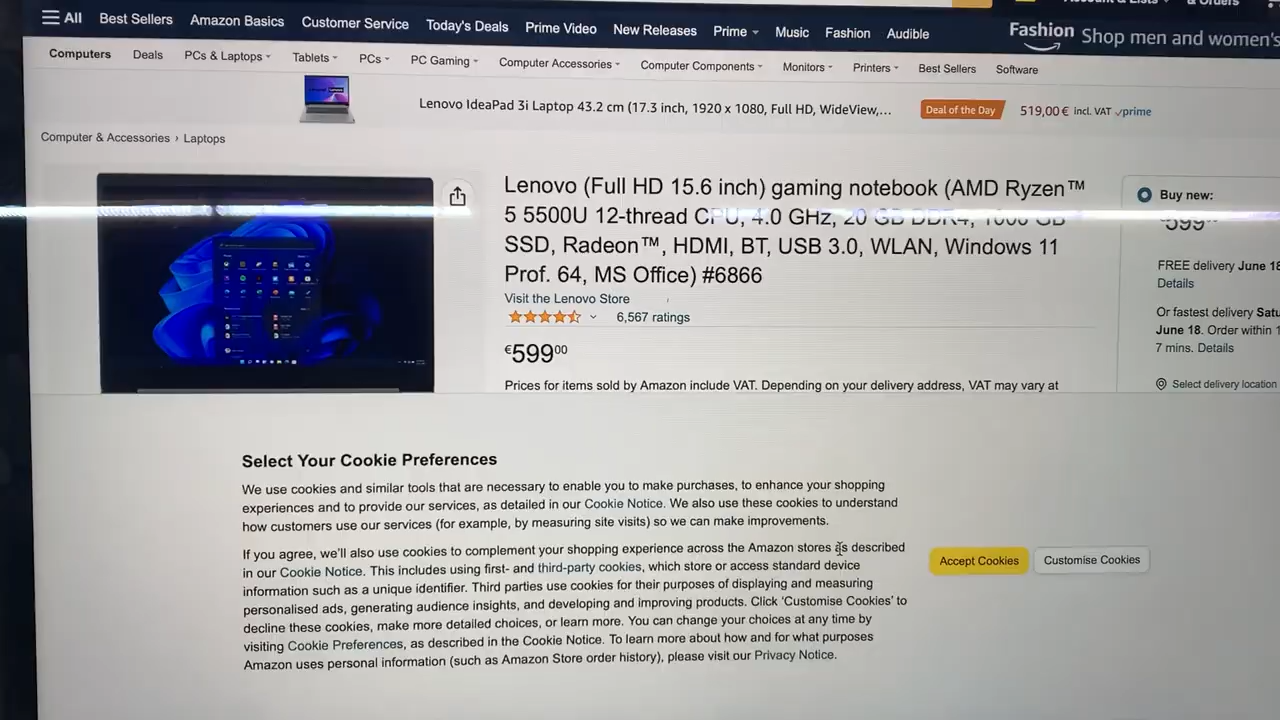 All Best Sellers Amazon Basics Customer Service Today's Deals Prime Video New Releases Prime Music Fashion Audible
Fashion Shop men and women's
Computers Deals PCs & Laptops Tablets PCs PC Gaming Computer Accessories Computer Components Monitors Printers Best Sellers Software
Lenovo IdeaPad 3i Laptop 43.2 cm (17.3 inch, 1920 x 1080, Full HD, WideView,... Deal of the Day 519,00 € incl. VAT prime
Computer & Accessories › Laptops
Lenovo (Full HD 15.6 inch) gaming notebook (AMD Ryzen™
5 5500U 12-thread CPU, 4.0 GHz, 20 GB DDR4, 1000 GB
SSD, Radeon™, HDMI, BT, USB 3.0, WLAN, Windows 11
Prof. 64, MS Office) #6866
Visit the Lenovo Store
6,567 ratings
€59900
Prices for items sold by Amazon include VAT. Depending on your delivery address, VAT may vary at
Buy new:
599
FREE delivery June 18
Details
Or fastest delivery
June 18. Order within
7 mins. Details
Select delivery location
Select Your Cookie Preferences
We use cookies and similar tools that are necessary to enable you to make purchases, to enhance your shopping
experiences and to provide our services, as detailed in our Cookie Notice. We also use these cookies to understand
how customers use our services (for example, by measuring site visits) so we can make improvements.
If you agree, we'll also use cookies to complement your shopping experience across the Amazon stores as described
in our Cookie Notice. This includes using first- and third-party cookies, which store or access standard device
information such as a unique identifier. Third parties use cookies for their purposes of displaying and measuring
personalised ads, generating audience insights, and developing and improving products. Click 'Customise Cookies' to
decline these cookies, make more detailed choices, or learn more. You can change your choices at any time by
visiting Cookie Preferences, as described in the Cookie Notice. To learn more about how and for what purposes
Amazon uses personal information (such as Amazon Store order history), please visit our Privacy Notice.
Accept Cookies
Customise Cookies